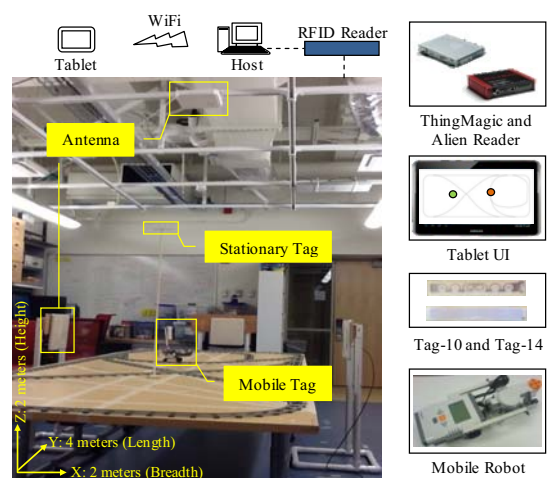 WiFi
RFID Reader
Tablet
Host
Antenna
Stationary Tag
Mobile Tag
Z: 2 meters (Height)
Y: 4 meters (Length)
X: 2 meters (Breadth)
ThingMagic and
Alien Reader
Tablet UI
Tag-10 and Tag-14
Mobile Robot